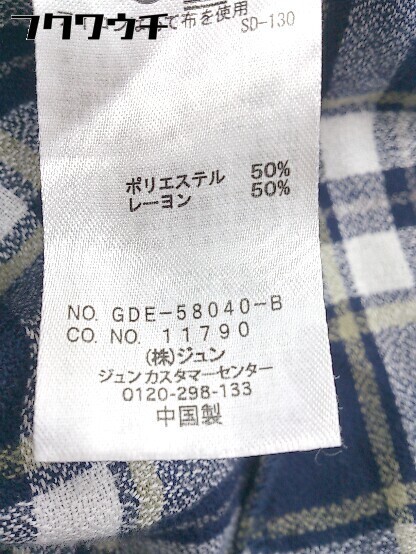 フクワウチ
て布を使用
SD-130
ポリエステル 50%
レーヨン 50%
NO. GDE-58040-B
CO. NO. 11790
(株)ジュン
ジュンカスタマーセンター
0120-298-133
中国製